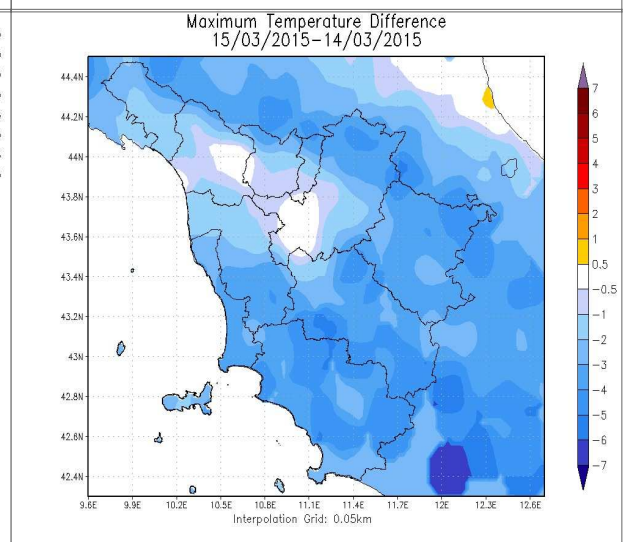 Maximum Temperature Difference
15/03/2015-14/03/2015
44.4N
44.2N
44N
43.8N
43.6N
43.4N
43.2N
43N
42.8N
42.6N
42.4N
9.6E 9.9E 10.2E 10.5E 10.8E 11.1E 11.4E 11.7E 12E 12.3E 12.6E
Interpolation Grid: 0.05km
7
6
5
4
3
2
1
0.5
-0.5
-1
-2
-3
-4
-5
-6
-7